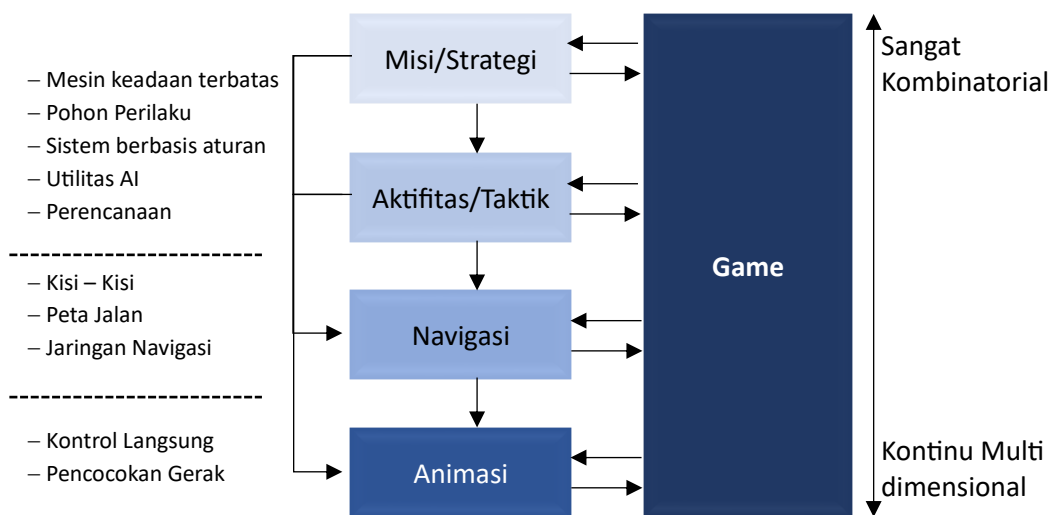 – Mesin keadaan terbatas
– Pohon Perilaku
– Sistem berbasis aturan
– Utilitas AI
– Perencanaan
– Kisi – Kisi
– Peta Jalan
– Jaringan Navigasi
– Kontrol Langsung
– Pencocokan Gerak
Misi/Strategi
Aktifitas/Taktik
Navigasi
Animasi
Game
Sangat
Kombinatorial
Kontinu Multi
dimensional